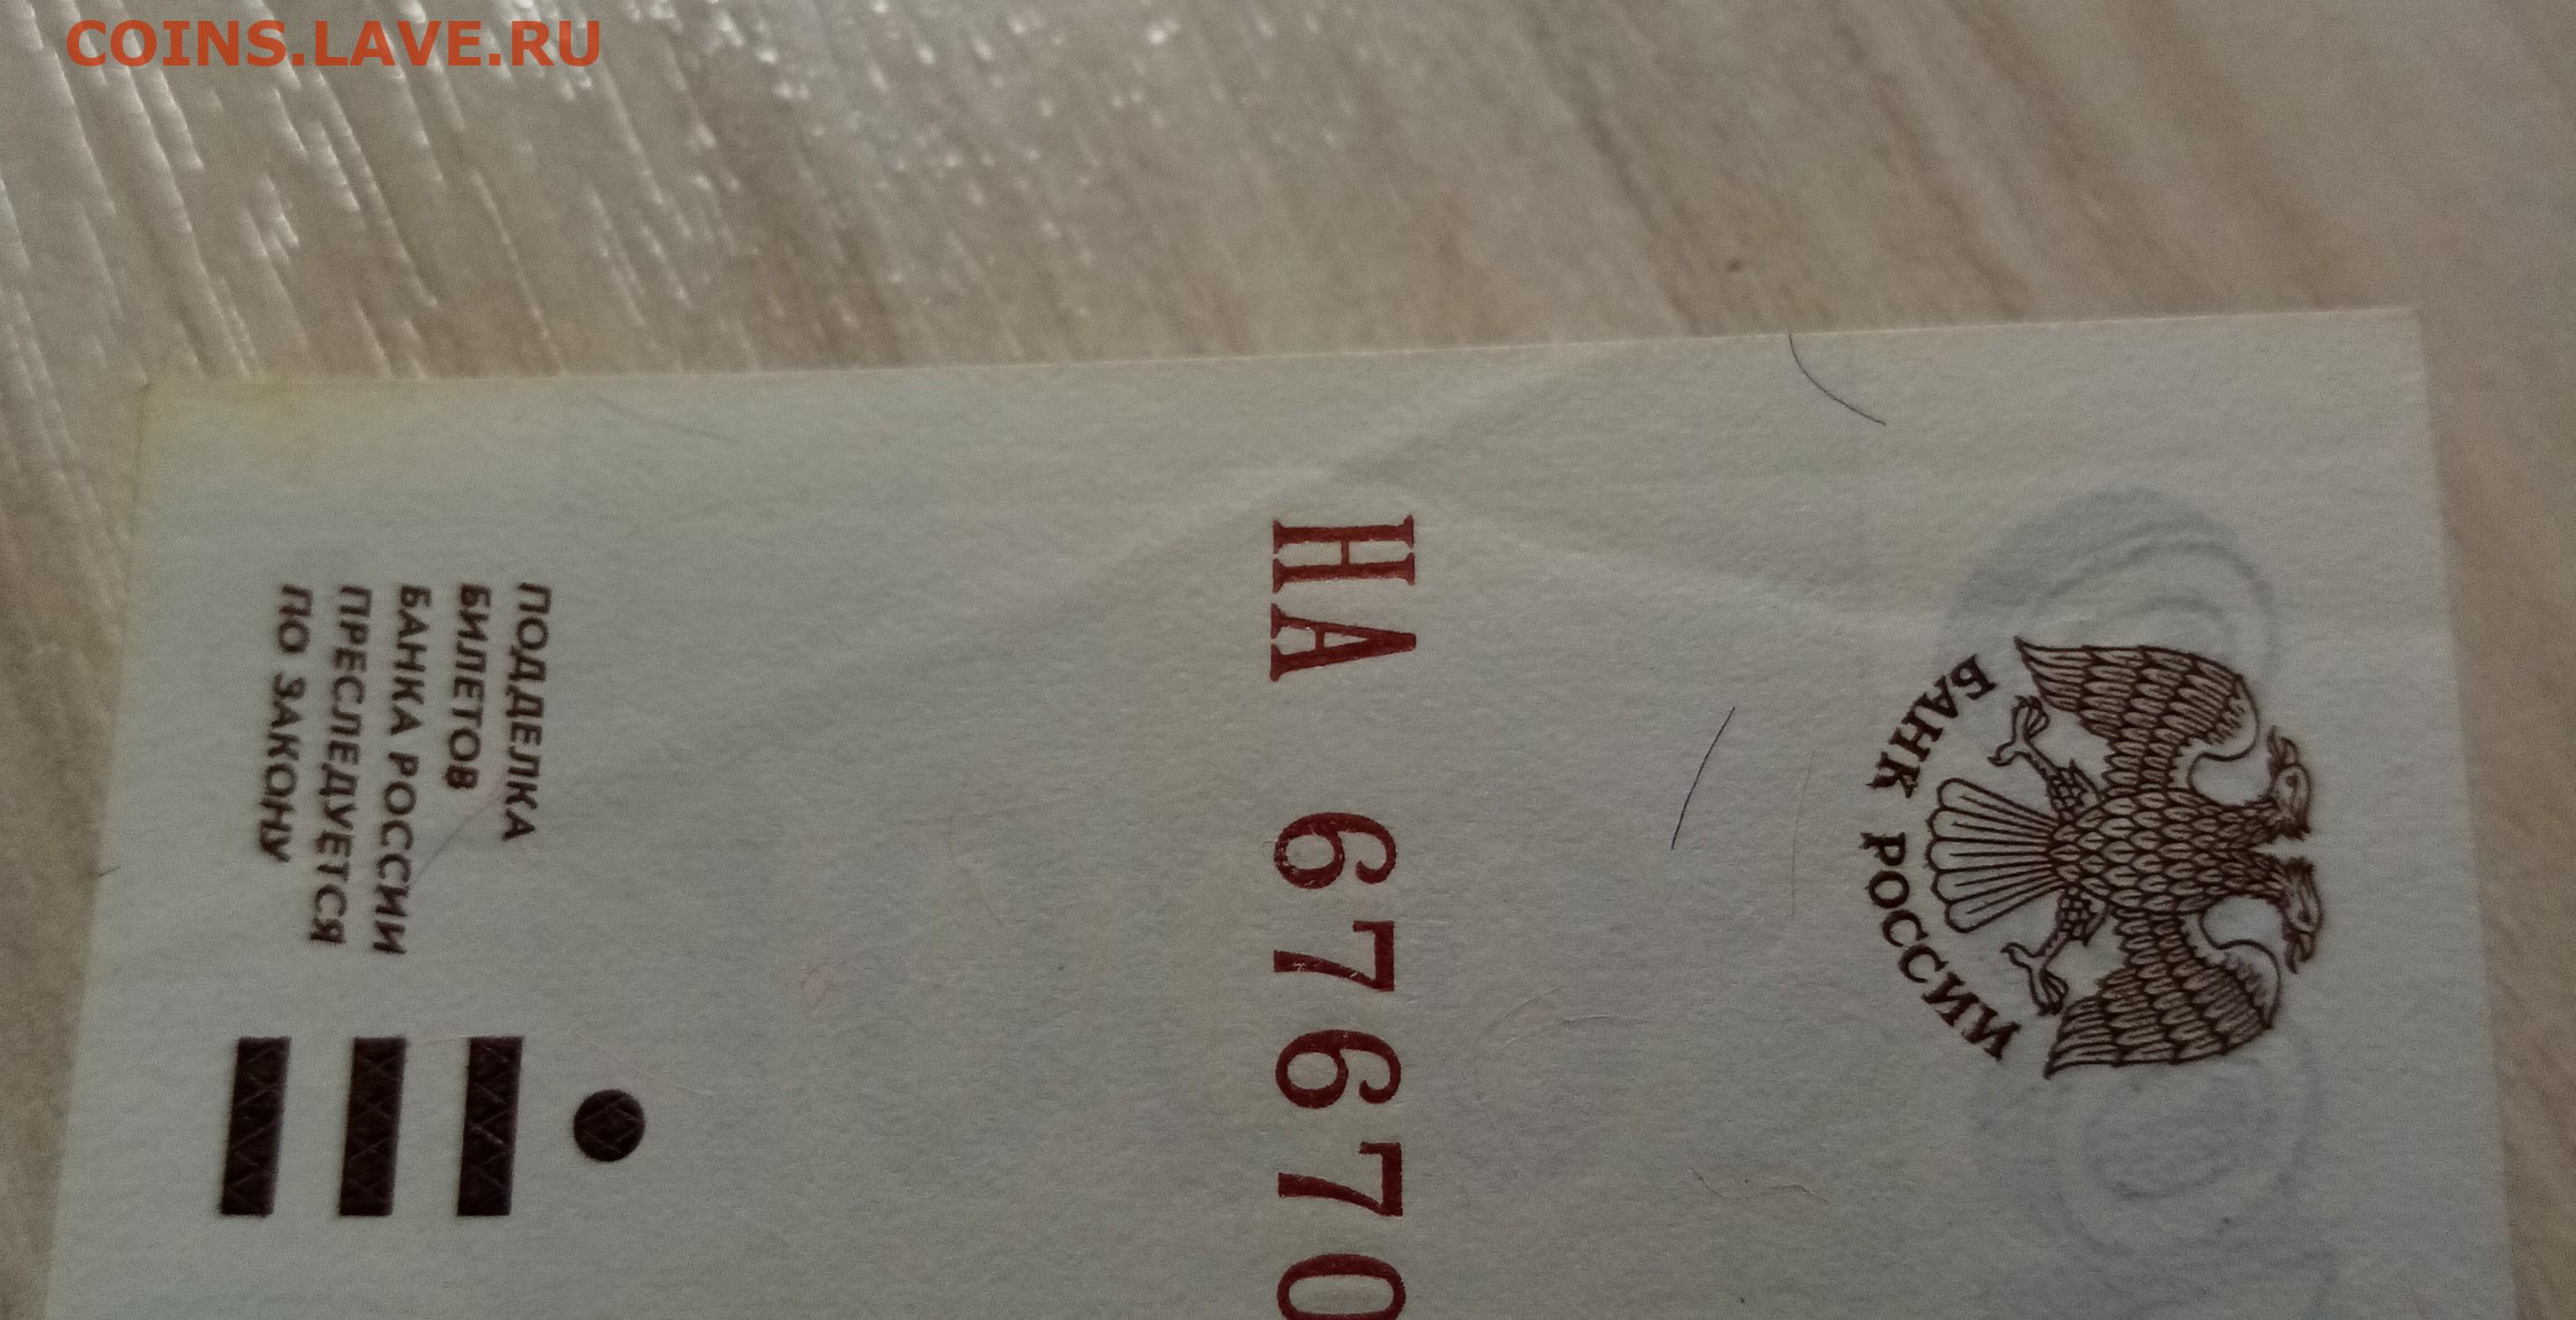 COINS.LAVE.RU
БАНК РОССИИ
НА 67670
ПОДДЕЛКА
БИЛЕТОВ
БАНКА РОССИИ
ПРЕСЛЕДУЕТСЯ
ПО ЗАКОНУ